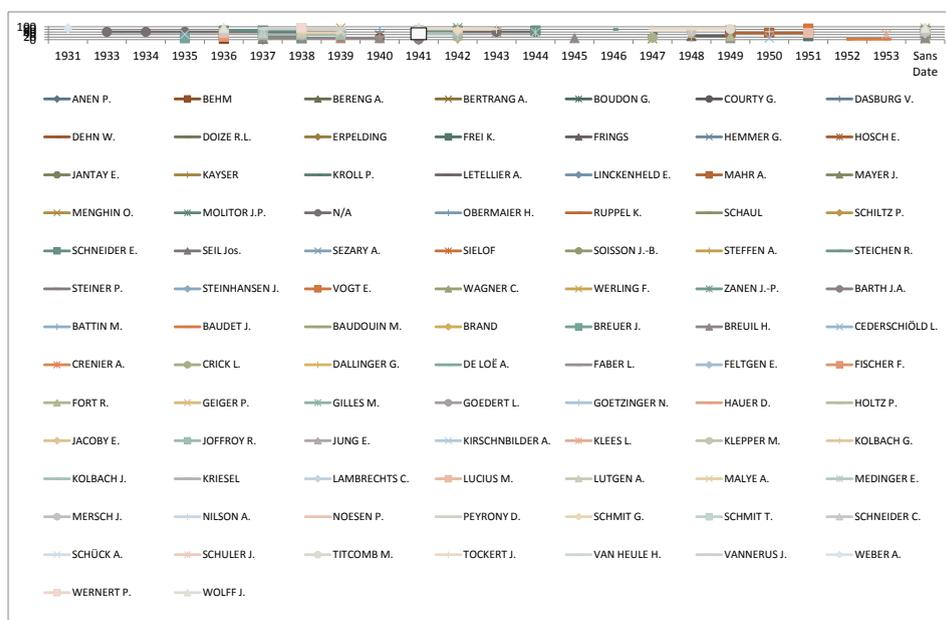 100
0
1931 1933 1934 1935 1936 1937 1938 1939 1940 1941 1942 1943 1944 1945 1946 1947 1948 1949 1950 1951 1952 1953 Sans
Date
ANEN P. BEHM BERENG A. BERTRANG A. BOUDON G. COURTY G. DASBURG V.
DEHN W. DOIZE R.L. ERPELDING FREI K. FRINGS HEMMER G. HOSCH E.
JANTAY E. KAYSER KROLL P. LETELLIER A. LINCKENHELD E. MAHR A. MAYER J.
MENGHIN O. MOLITOR J.P. N/A OBERMAIER H. RUPPEL K. SCHAUL SCHILTZ P.
SCHNEIDER E. SEIL Jos. SEZARY A. SIELOF SOISSON J.-B. STEFFEN A. STEICHEN R.
STEINER P. STEINHANSEN J. VOGT E. WAGNER C. WERLING F. ZANEN J.-P. BARTH J.A.
BATTIN M. BAUDET J. BAUDOUIN M. BRAND BREUER J. BREUIL H. CEDERSCHIÖLD L.
CRENIER A. CRICK L. DALLINGER G. DE LOË A. FABER L. FELTGEN E. FISCHER F.
FORT R. GEIGER P. GILLES M. GOEDERT L. GOETZINGER N. HAUER D. HOLTZ P.
JACOBY E. JOFFROY R. JUNG E. KIRSCHNBILDER A. KLEES L. KLEPPER M. KOLBACH G.
KOLBACH J. KRIESEL LAMBRECHTS C. LUCIUS M. LUTGEN A. MALYE A. MEDINGER E.
MERSCH J. NILSON A. NOESEN P. PEYRONY D. SCHMIT G. SCHMIT T. SCHNEIDER C.
SCHÜCK A. SCHULER J. TITCOMB M. TOCKERT J. VAN HEULE H. VANNERUS J. WEBER A.
WERNERT P. WOLFF J.